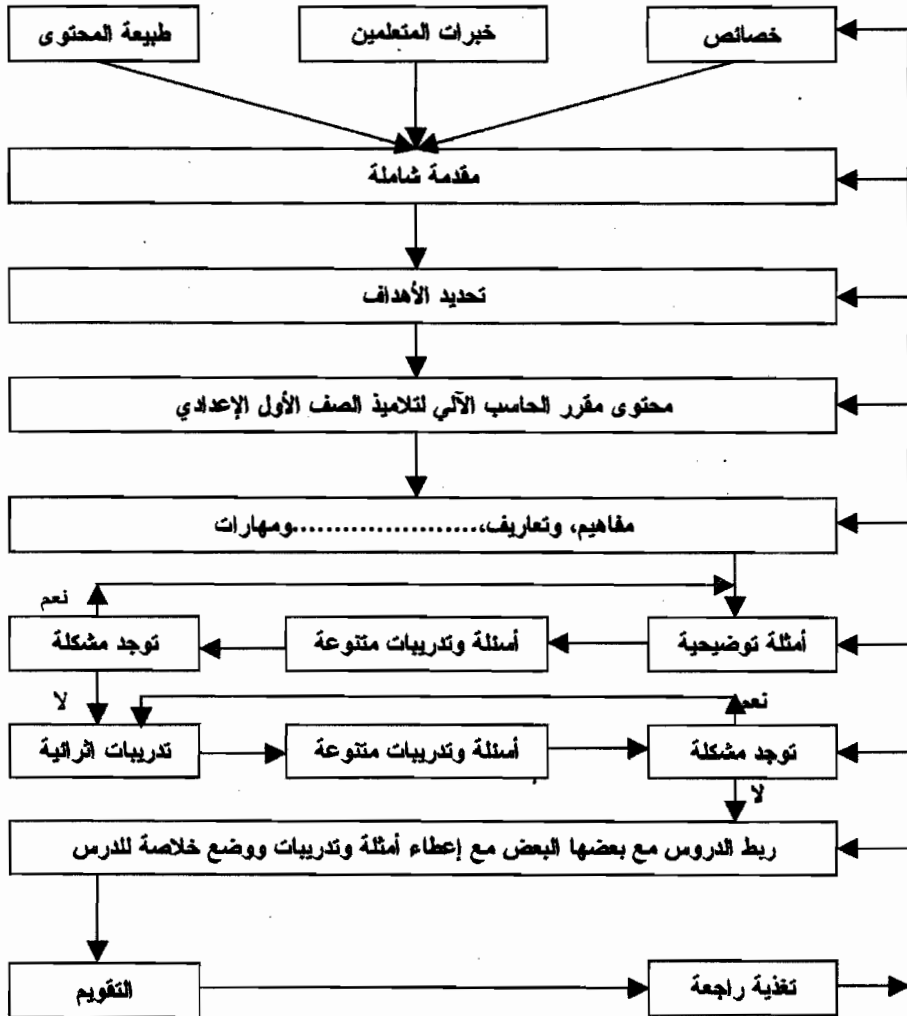 خصائص
خبرات المتعلمين
طبيعة المحتوى
مقدمة شاملة
تحديد الأهداف
محتوى مقرر الحاسب الآلي لتلاميذ الصف الأول الإعدادي
مفاهيم، وتعاريف،......................ومهارات
نعم
أمثلة توضيحية
أسئلة وتدريبات متنوعة
توجد مشكلة
لا
نعم
توجد مشكلة
أسئلة وتدريبات متنوعة
تدريبات اثرائية
لا
ربط الدروس مع بعضها البعض مع إعطاء أمثلة وتدريبات ووضع خلاصة للدرس
تغذية راجعة
التقويم